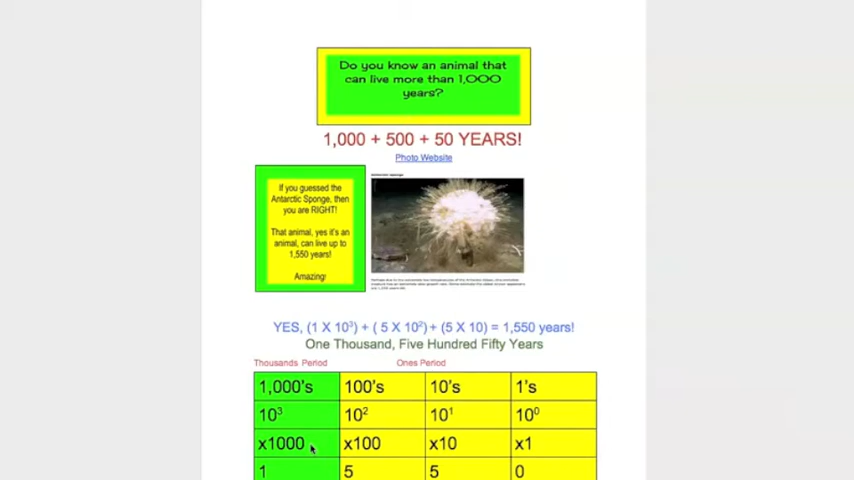 Do you know an animal that
can live more than 1,000
years?
1,000 + 500 + 50 YEARS!
Photo Website
If you guessed the
Antarctic Sponge, then
you are RIGHT!
That animal, yes it's an
animal, can live up to
1,550 years!
Amazing!
YES, (1 X 10³) + ( 5 X 10²) + (5 X 10) = 1,550 years!
One Thousand, Five Hundred Fifty Years
Thousands Period Ones Period
1,000's 100's 10's 1's
10³ 10² 10¹ 10⁰
x1000 x100 x10 x1
1 5 5 0